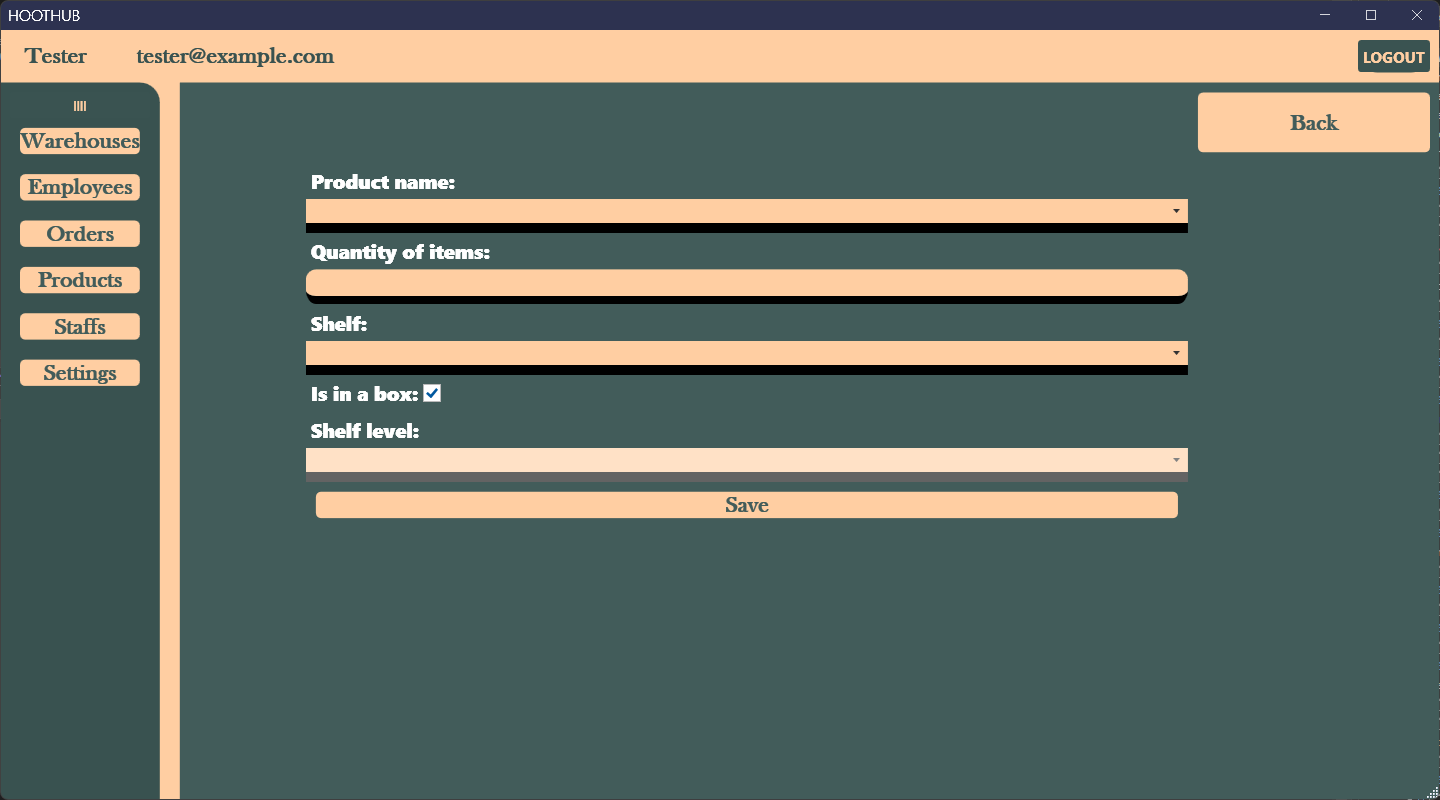 HOOTHUB
Tester tester@example.com LOGOUT
Back
Warehouses
Employees
Orders
Products
Staffs
Settings
Product name:
Quantity of items:
Shelf:
Is in a box:
Shelf level:
Save